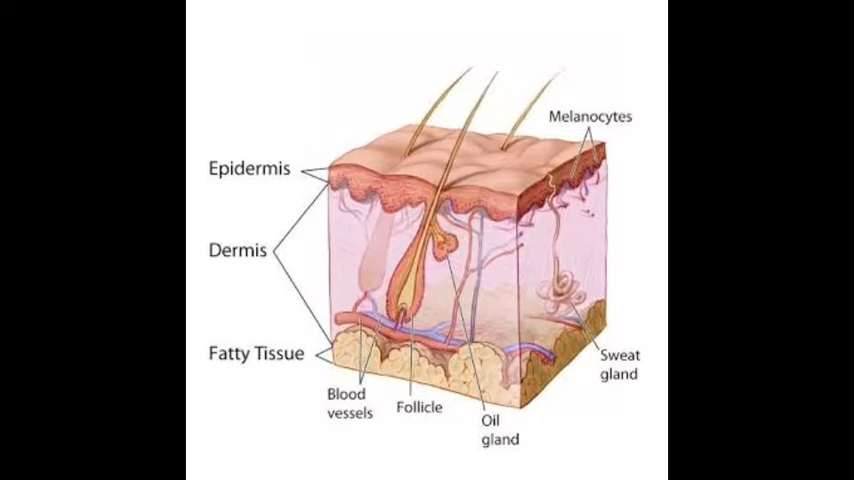 Melanocytes
Epidermis
Dermis
Fatty Tissue
Sweat
gland
Blood
vessels
Follicle
Oil
gland